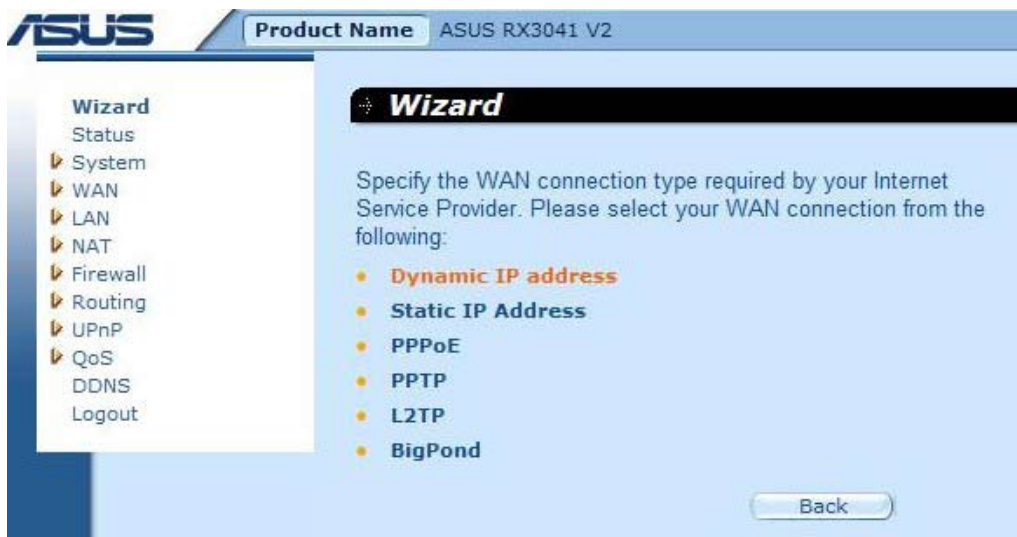 ASUS
Product Name ASUS RX3041 V2
Wizard
Status
System
WAN
LAN
NAT
Firewall
Routing
UPnP
QoS
DDNS
Logout
Wizard
Specify the WAN connection type required by your Internet
Service Provider. Please select your WAN connection from the
following:
Dynamic IP address
Static IP Address
PPPoE
PPTP
L2TP
BigPond
Back